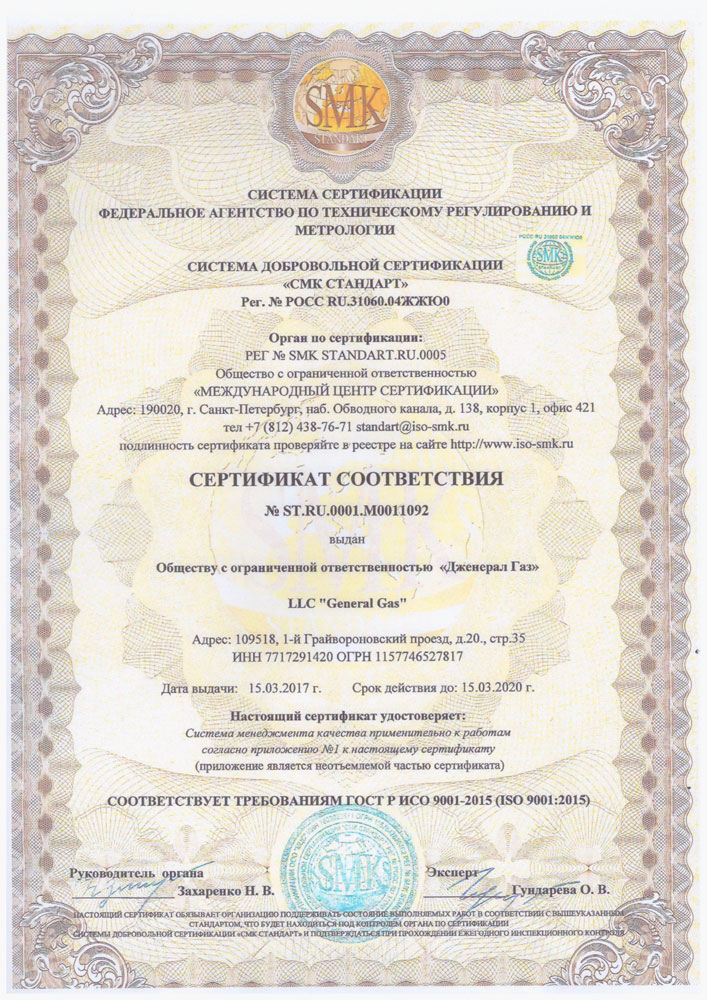 SMK
STANDART
СИСТЕМА СЕРТИФИКАЦИИ
ФЕДЕРАЛЬНОЕ АГЕНТСТВО ПО ТЕХНИЧЕСКОМУ РЕГУЛИРОВАНИЮ И
МЕТРОЛОГИИ
СИСТЕМА ДОБРОВОЛЬНОЙ СЕРТИФИКАЦИИ
«СМК СТАНДАРТ»
Рег. № РОСС RU.31060.04ЖЖЮ0
SMK
Орган по сертификации:
РЕГ № SMK STANDART.RU.0005
Общество с ограниченной ответственностью
«МЕЖДУНАРОДНЫЙ ЦЕНТР СЕРТИФИКАЦИИ»
Адрес: 190020, г. Санкт-Петербург, наб. Обводного канала, д. 138, корпус 1, офис 421
тел +7 (812) 438-76-71 standart@iso-smk.ru
подлинность сертификата проверяйте в реестре на сайте http://www.iso-smk.ru
СЕРТИФИКАТ СООТВЕТСТВИЯ
№ ST.RU.0001.M0011092
выдан
Обществу с ограниченной ответственностью «Дженерал Газ»
LLC "General Gas"
Адрес: 109518, 1-й Грайвороновский проезд, д.20., стр.35
ИНН 7717291420 ОГРН 1157746527817
Дата выдачи: 15.03.2017 г. Срок действия до: 15.03.2020 г.
Настоящий сертификат удостоверяет:
Система менеджмента качества применительно к работам
согласно приложению №1 к настоящему сертификату
(приложение является неотъемлемой частью сертификата)
СООТВЕТСТВУЕТ ТРЕБОВАНИЯМ ГОСТ Р ИСО 9001-2015 (ISO 9001:2015)
SMK
Руководитель органа Эксперт
Захаренко Н. В. Гундарева О. В.
НАСТОЯЩИЙ СЕРТИФИКАТ ОБЯЗЫВАЕТ ОРГАНИЗАЦИЮ ПОДДЕРЖИВАТЬ СОСТОЯНИЕ ВЫПОЛНЯЕМЫХ РАБОТ В СООТВЕТСТВИИ С ВЫШЕУКАЗАННЫМ
СТАНДАРТОМ, ЧТО БУДЕТ НАХОДИТЬСЯ ПОД КОНТРОЛЕМ ОРГАНА ПО СЕРТИФИКАЦИИ
СИСТЕМЫ ДОБРОВОЛЬНОЙ СЕРТИФИКАЦИИ «СМК СТАНДАРТ» И ПОДТВЕРЖДАТЬСЯ ПРИ ПРОХОЖДЕНИИ ЕЖЕГОДНОГО ИНСПЕКЦИОННОГО КОНТРОЛЯ